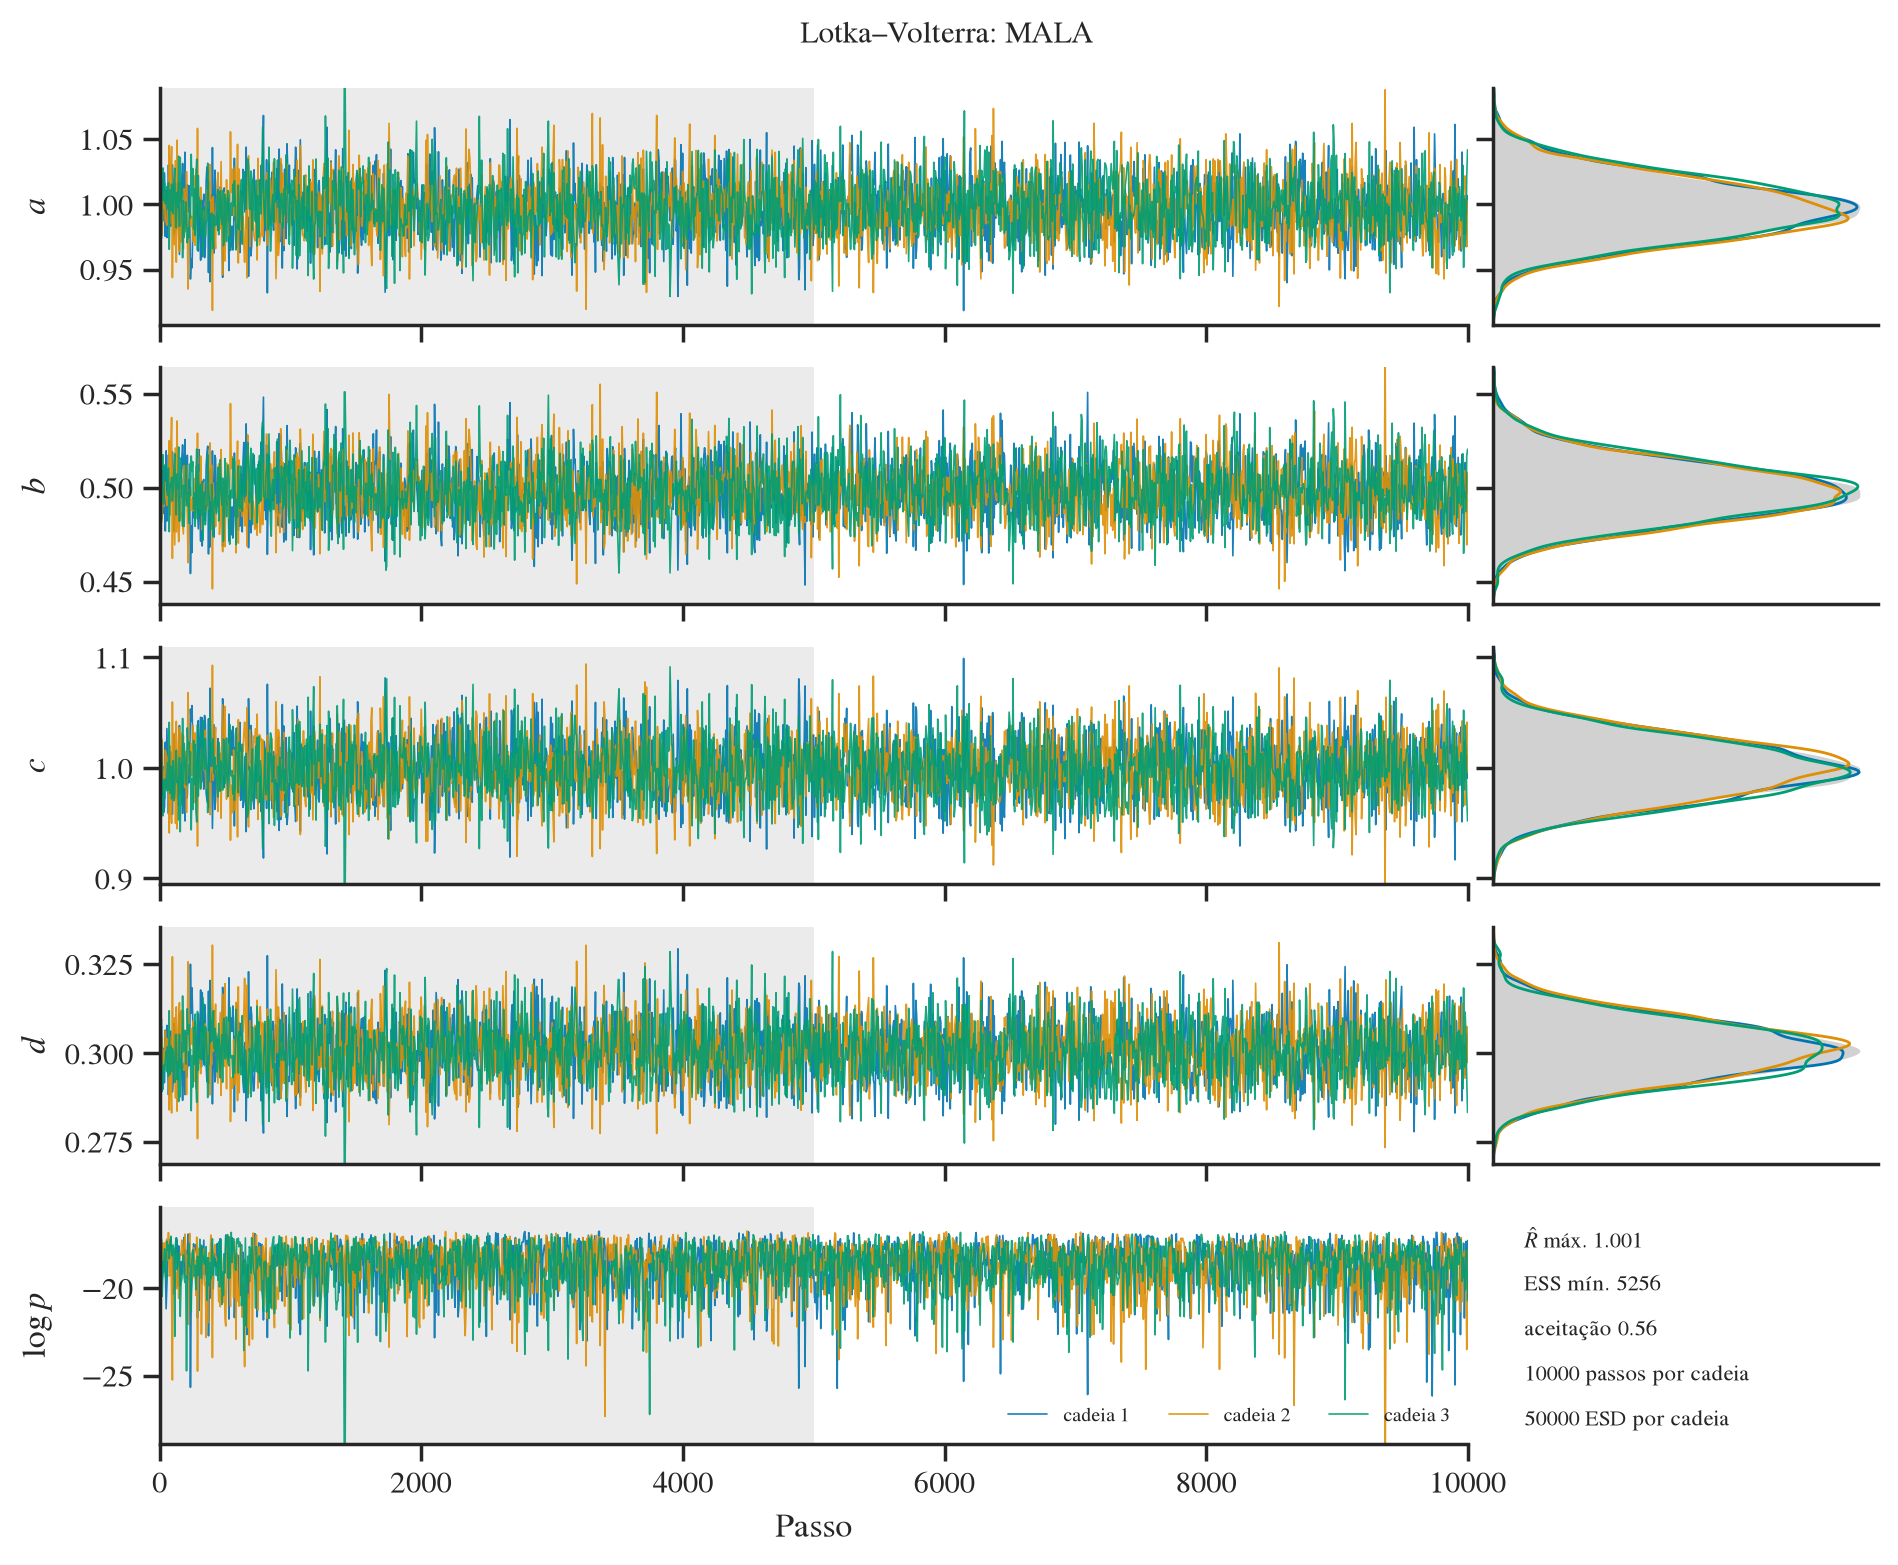 Lotka–Volterra: MALA
a
1.05
1.00
0.95
b
0.55
0.50
0.45
c
1.1
1.0
0.9
d
0.325
0.300
0.275
log p
−20
−25
cadeia 1
cadeia 2
cadeia 3
0
2000
4000
6000
8000
10000
Passo
R̂ máx. 1.001
ESS mín. 5256
aceitação 0.56
10000 passos por cadeia
50000 ESD por cadeia